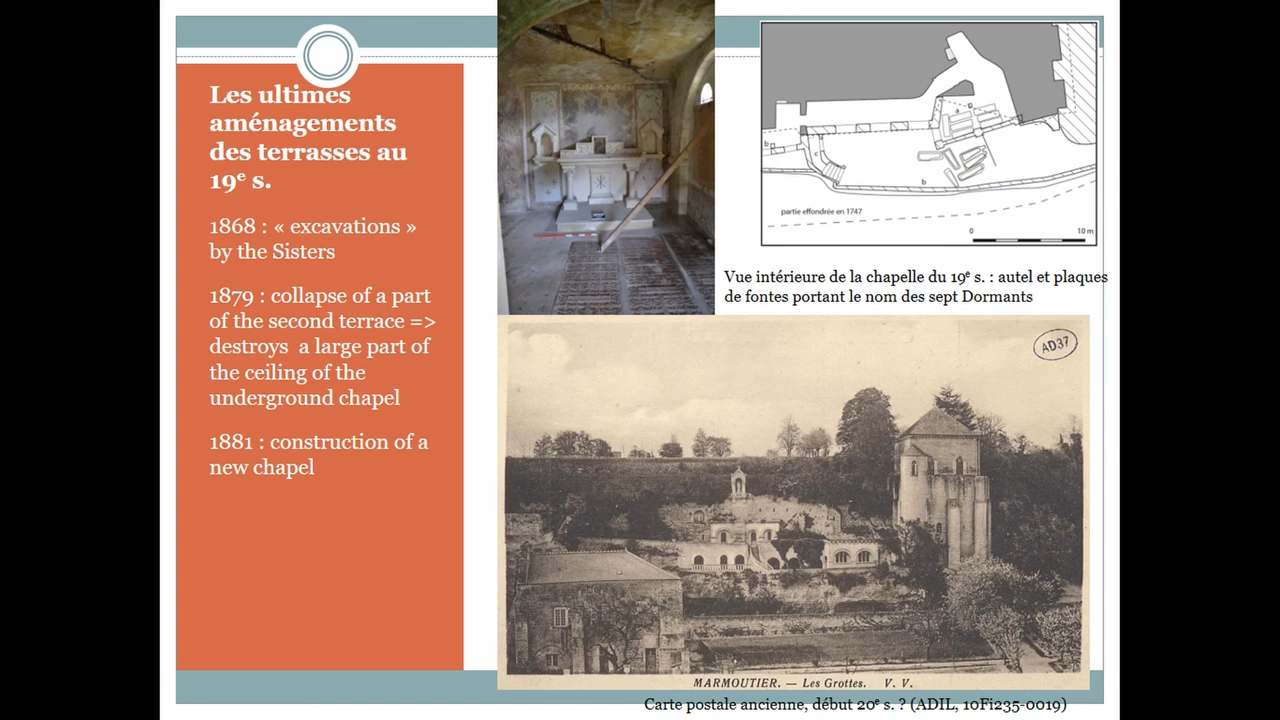 Les ultimes
aménagements
des terrasses au
19e s.
1868 : « excavations »
by the Sisters
1879 : collapse of a part
of the second terrace =>
destroys a large part of
the ceiling of the
underground chapel
1881 : construction of a
new chapel
a
b
c
b
partie effondrée en 1747
0 10 m
Vue intérieure de la chapelle du 19e s. : autel et plaques
de fontes portant le nom des sept Dormants
AD37
MARMOUTIER. — Les Grottes. V. V.
Carte postale ancienne, début 20e s. ? (ADIL, 10Fi235-0019)